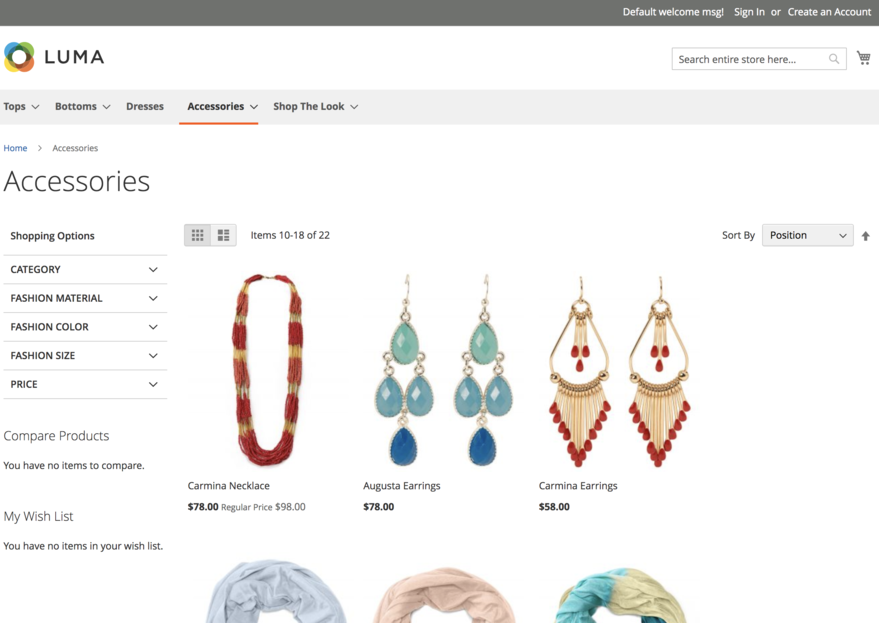 Default welcome msg! Sign In or Create an Account
LUMA
Search entire store here...
Tops Bottoms Dresses Accessories Shop The Look
Home Accessories
Accessories
Shopping Options
CATEGORY
FASHION MATERIAL
FASHION COLOR
FASHION SIZE
PRICE
Compare Products
You have no items to compare.
My Wish List
You have no items in your wish list.
Items 10-18 of 22
Sort By Position
Carmina Necklace
$78.00 Regular Price $98.00
Augusta Earrings
$78.00
Carmina Earrings
$58.00